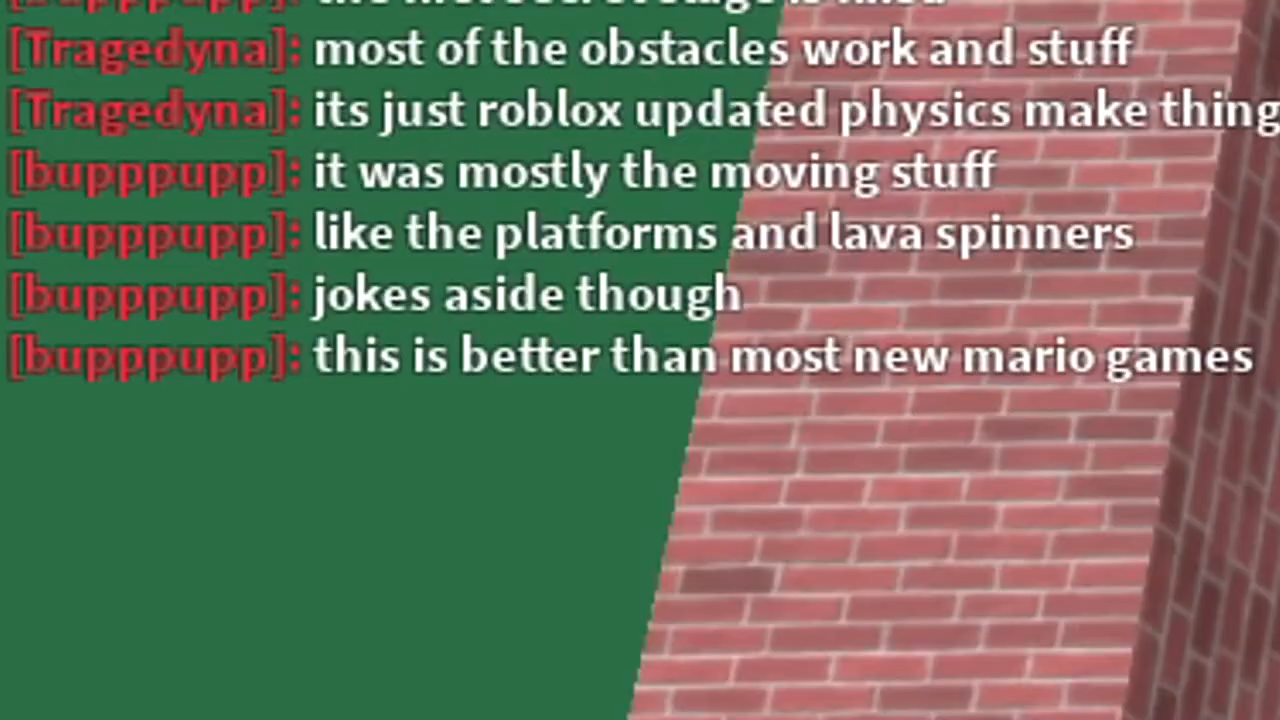 [Tragedyna]: most of the obstacles work and stuff
[Tragedyna]: its just roblox updated physics make thing
[bupppupp]: it was mostly the moving stuff
[bupppupp]: like the platforms and lava spinners
[bupppupp]: jokes aside though
[bupppupp]: this is better than most new mario games